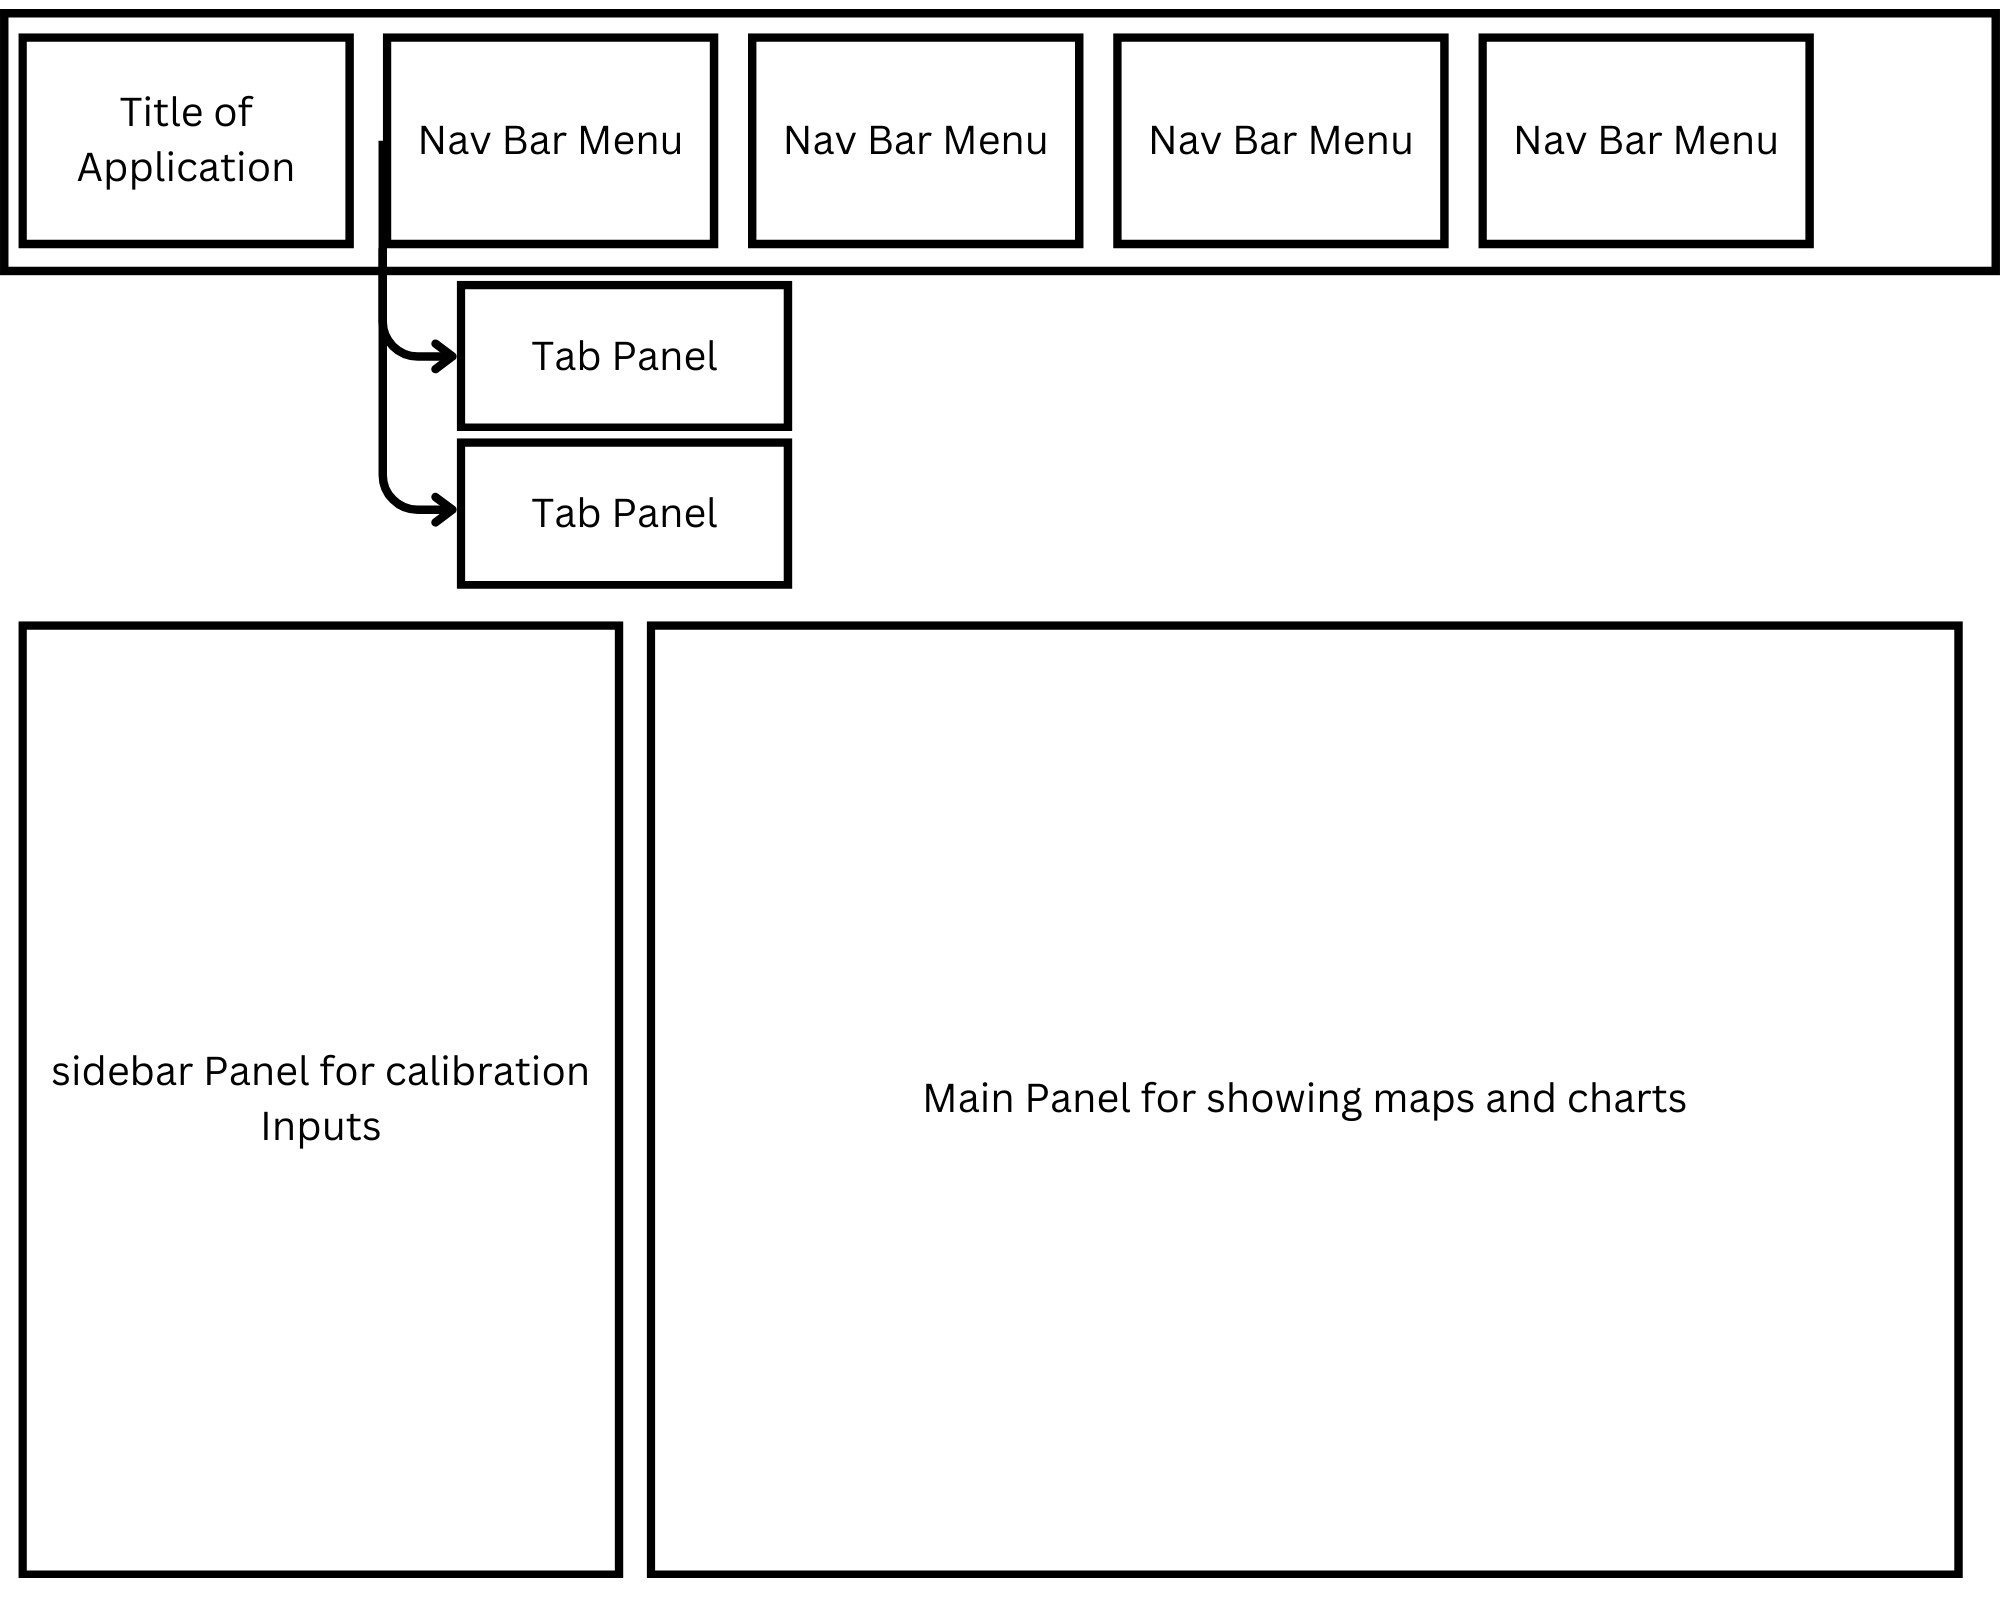 Title of
Application
Nav Bar Menu
Nav Bar Menu
Nav Bar Menu
Nav Bar Menu
Tab Panel
Tab Panel
sidebar Panel for calibration
Inputs
Main Panel for showing maps and charts